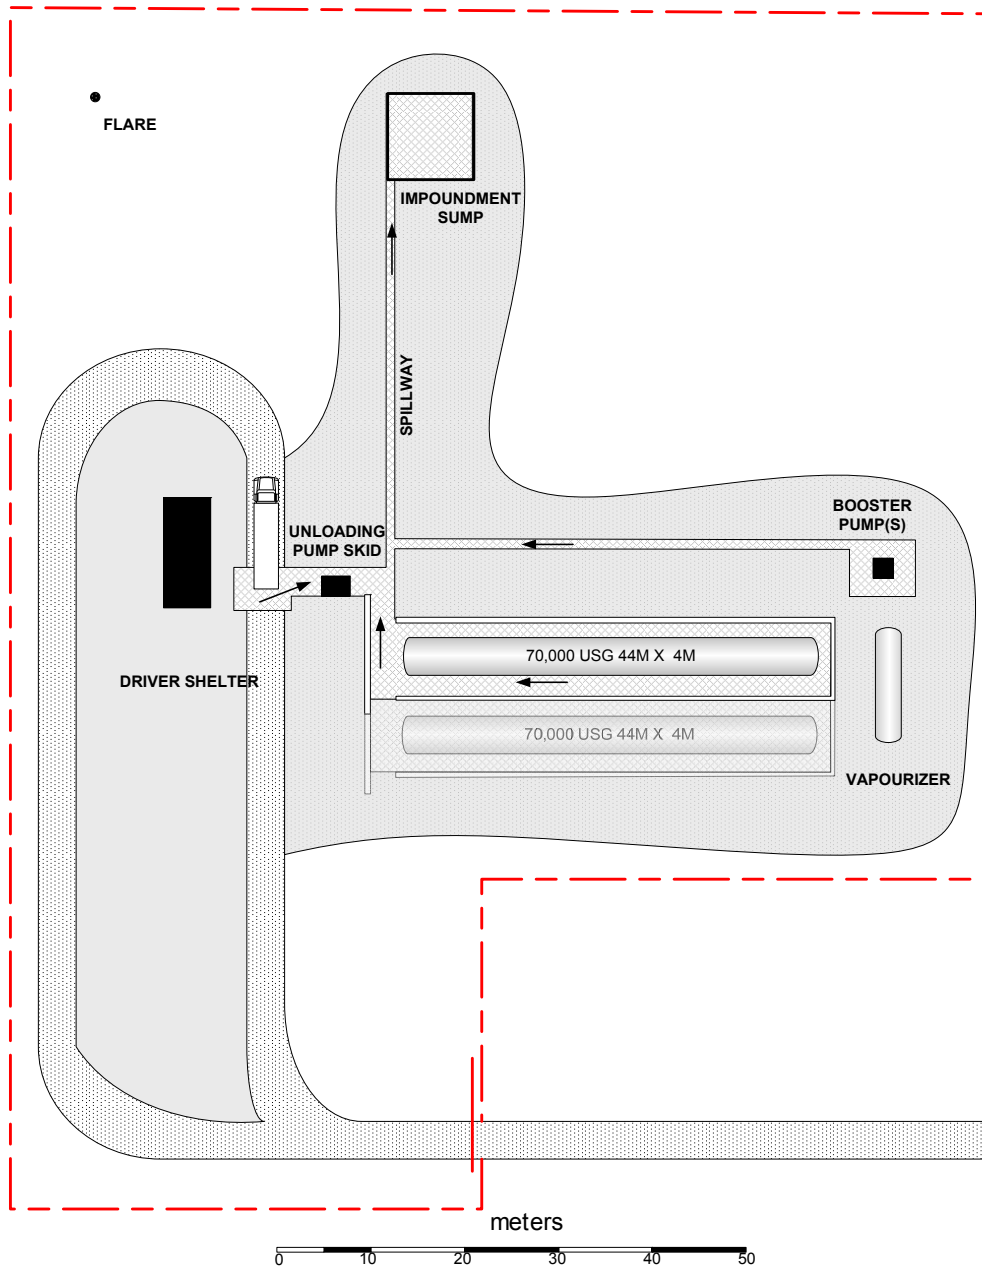 FLARE
IMPOUNDMENT
SUMP
SPILLWAY
BOOSTER
PUMP(S)
UNLOADING
PUMP SKID
70,000 USG 44M X  4M
DRIVER SHELTER
70,000 USG 44M X  4M
VAPOURIZER
meters
0 10 20 30 40 50